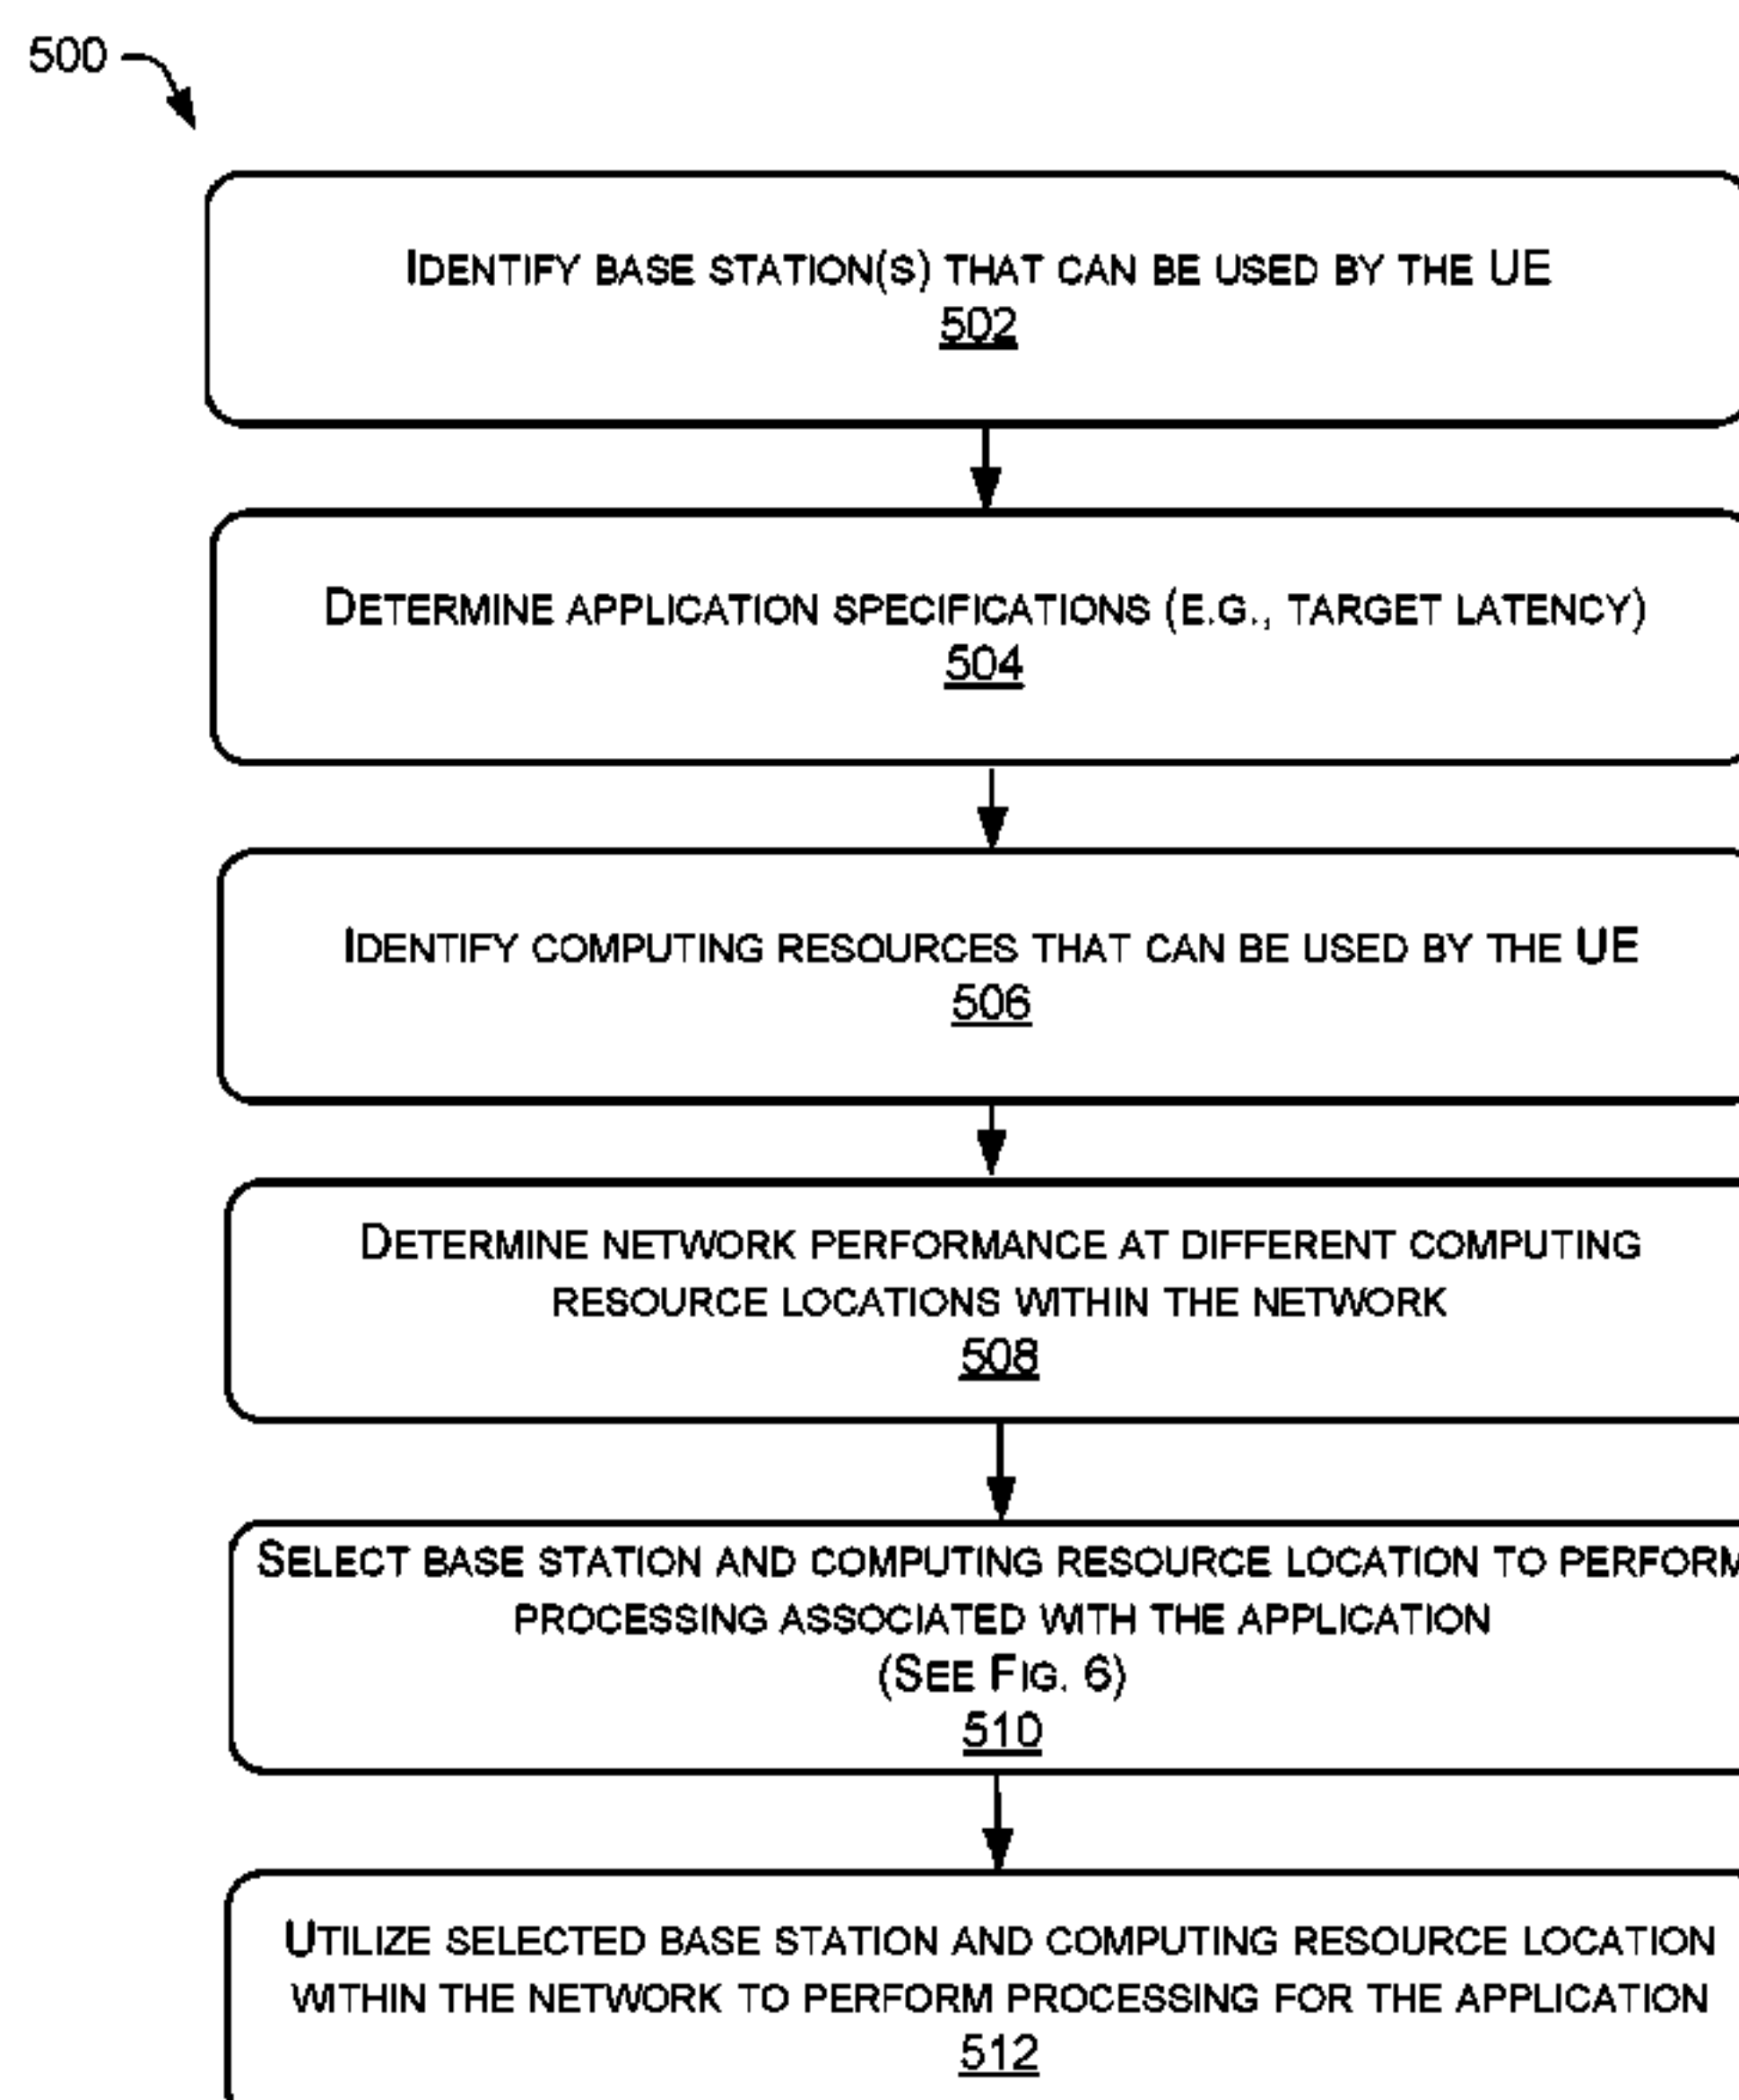 500
IDENTIFY BASE STATION(S) THAT CAN BE USED BY THE UE
502
DETERMINE APPLICATION SPECIFICATIONS (E.G., TARGET LATENCY)
504
IDENTIFY COMPUTING RESOURCES THAT CAN BE USED BY THE UE
506
DETERMINE NETWORK PERFORMANCE AT DIFFERENT COMPUTING
RESOURCE LOCATIONS WITHIN THE NETWORK
508
SELECT BASE STATION AND COMPUTING RESOURCE LOCATION TO PERFORM
PROCESSING ASSOCIATED WITH THE APPLICATION
(SEE FIG. 6)
510
UTILIZE SELECTED BASE STATION AND COMPUTING RESOURCE LOCATION
WITHIN THE NETWORK TO PERFORM PROCESSING FOR THE APPLICATION
512